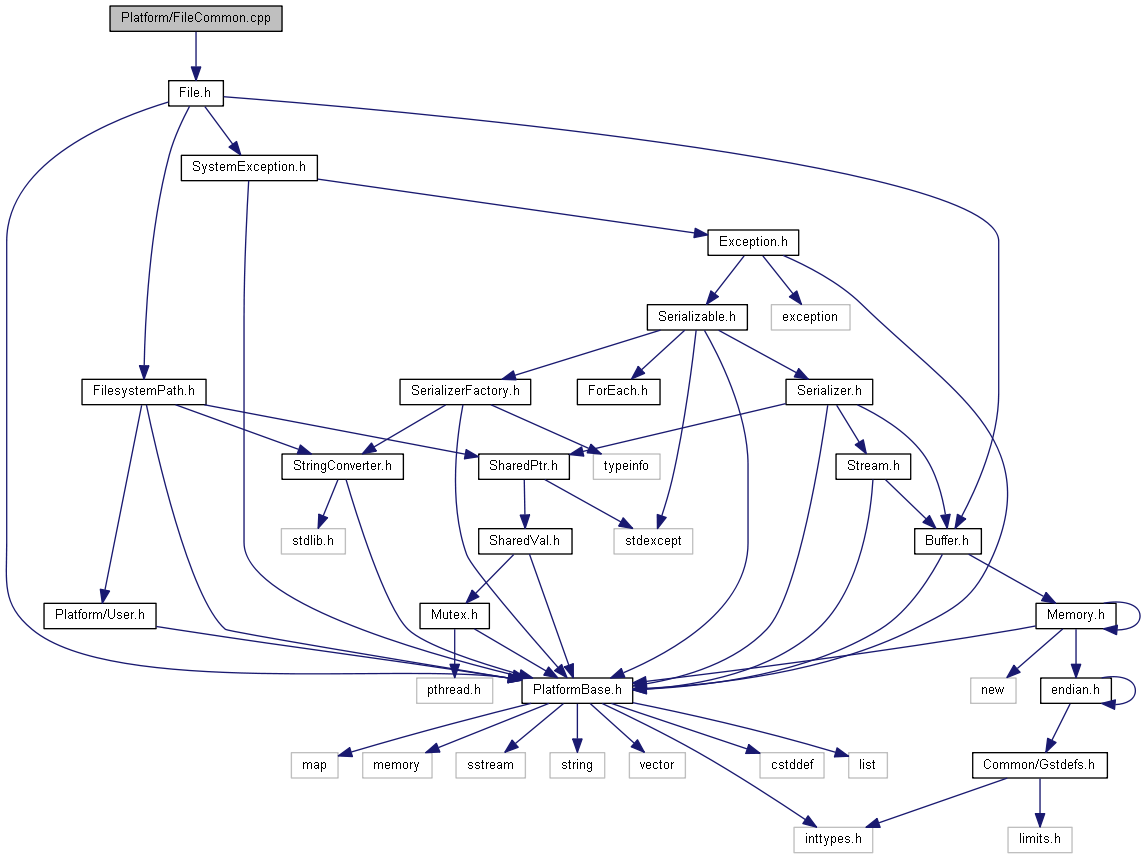 Platform/FileCommon.cpp
File.h
SystemException.h
Exception.h
Serializable.h
exception
FilesystemPath.h
SerializerFactory.h
ForEach.h
Serializer.h
StringConverter.h
SharedPtr.h
typeinfo
Stream.h
stdlib.h
SharedVal.h
stdexcept
Buffer.h
Platform/User.h
Mutex.h
Memory.h
pthread.h
PlatformBase.h
new
endian.h
map
memory
sstream
string
vector
cstddef
list
Common/Gstdefs.h
inttypes.h
limits.h